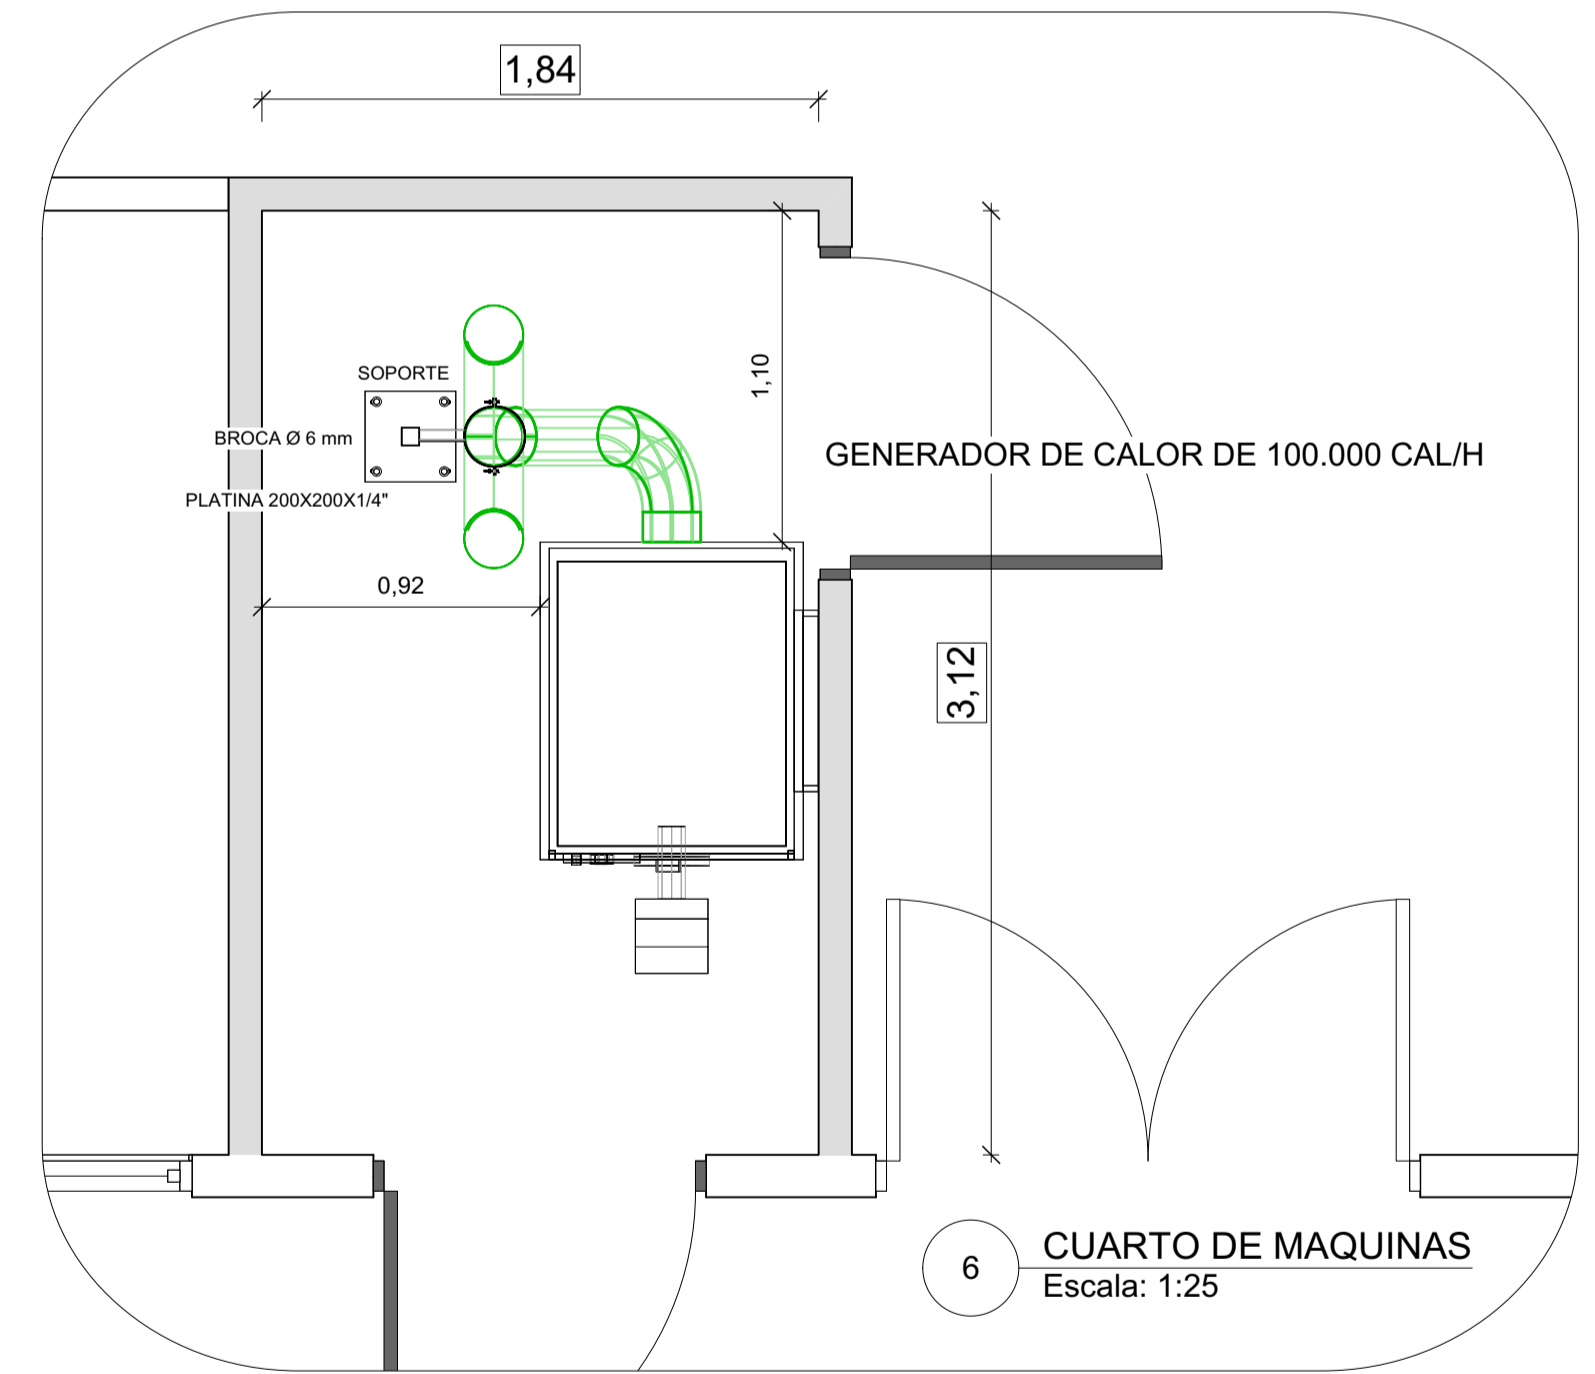 1,84
1,10
SOPORTE
BROCA Ø 6 mm
GENERADOR DE CALOR DE 100.000 CAL/H
PLATINA 200X200X1/4"
0,92
3,12
6
CUARTO DE MAQUINAS
Escala: 1:25